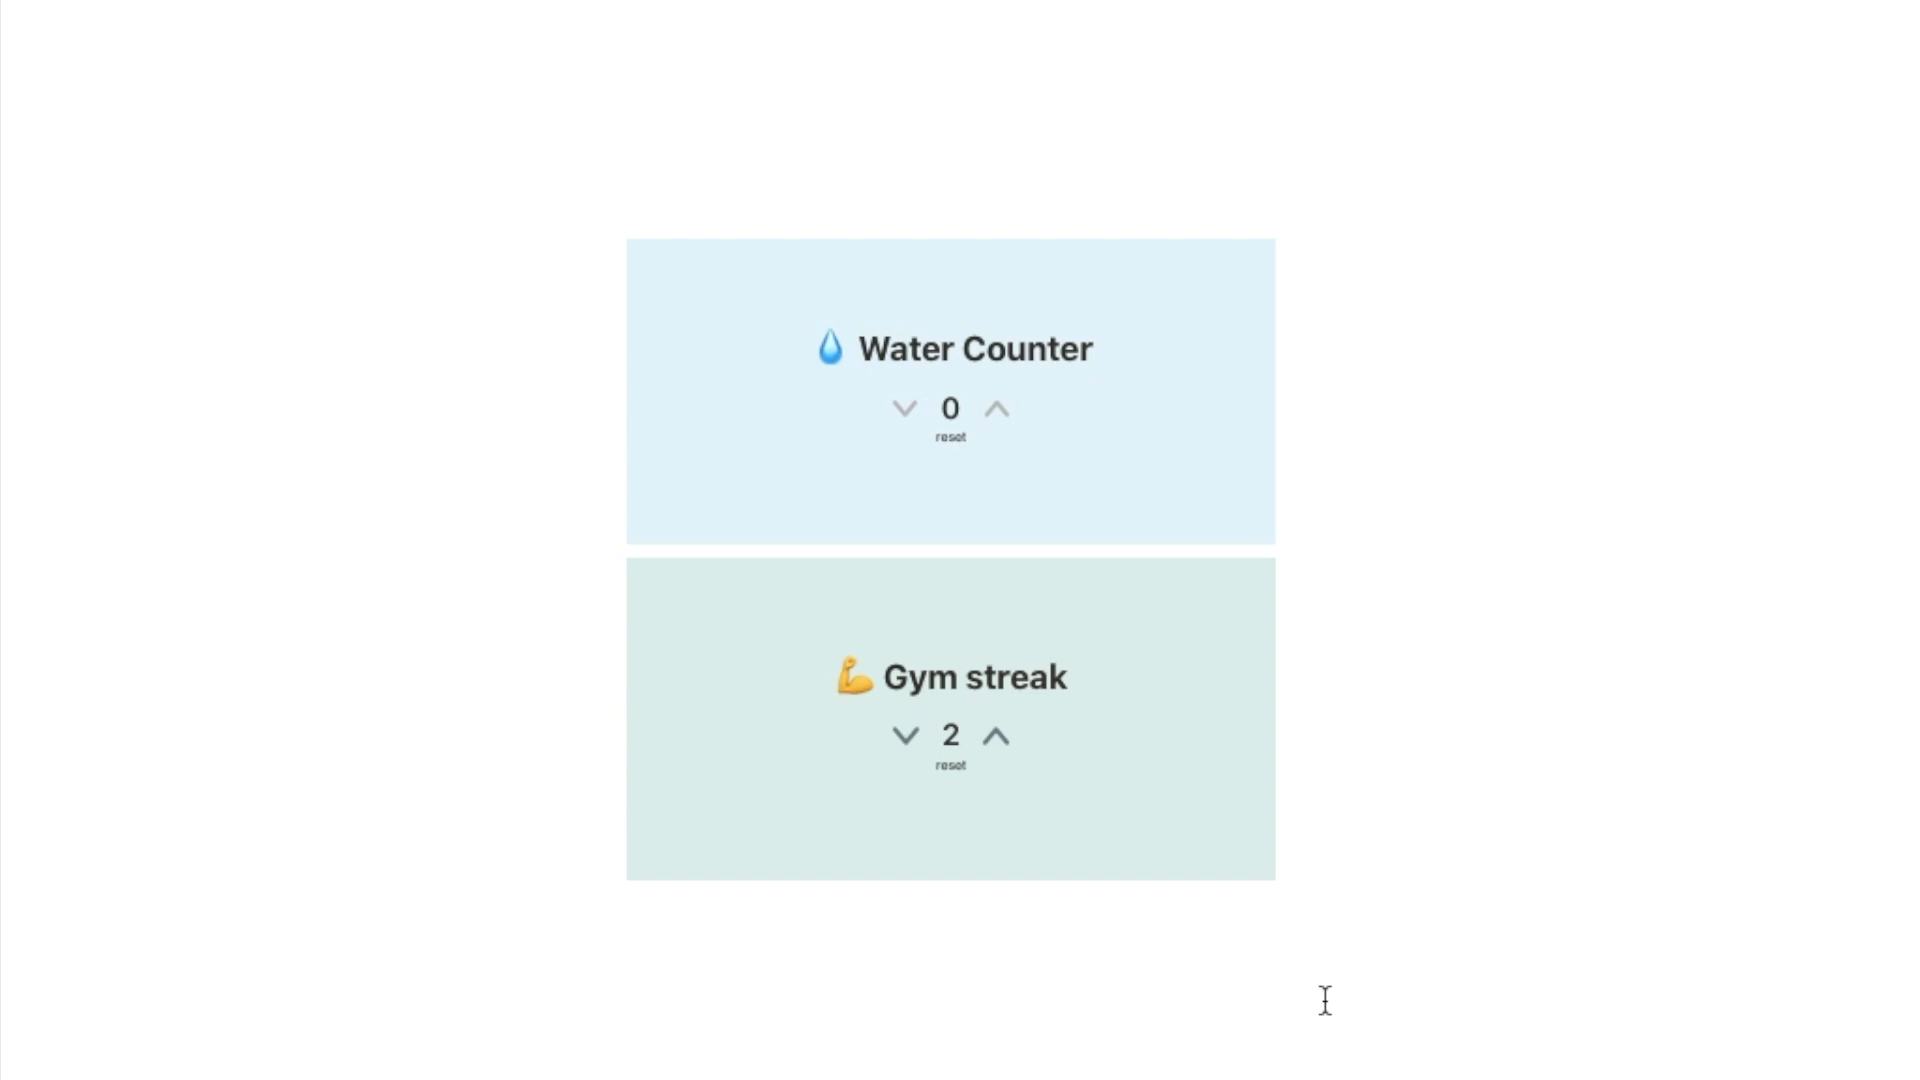 💧 Water Counter
0
reset
💪 Gym streak
2
reset